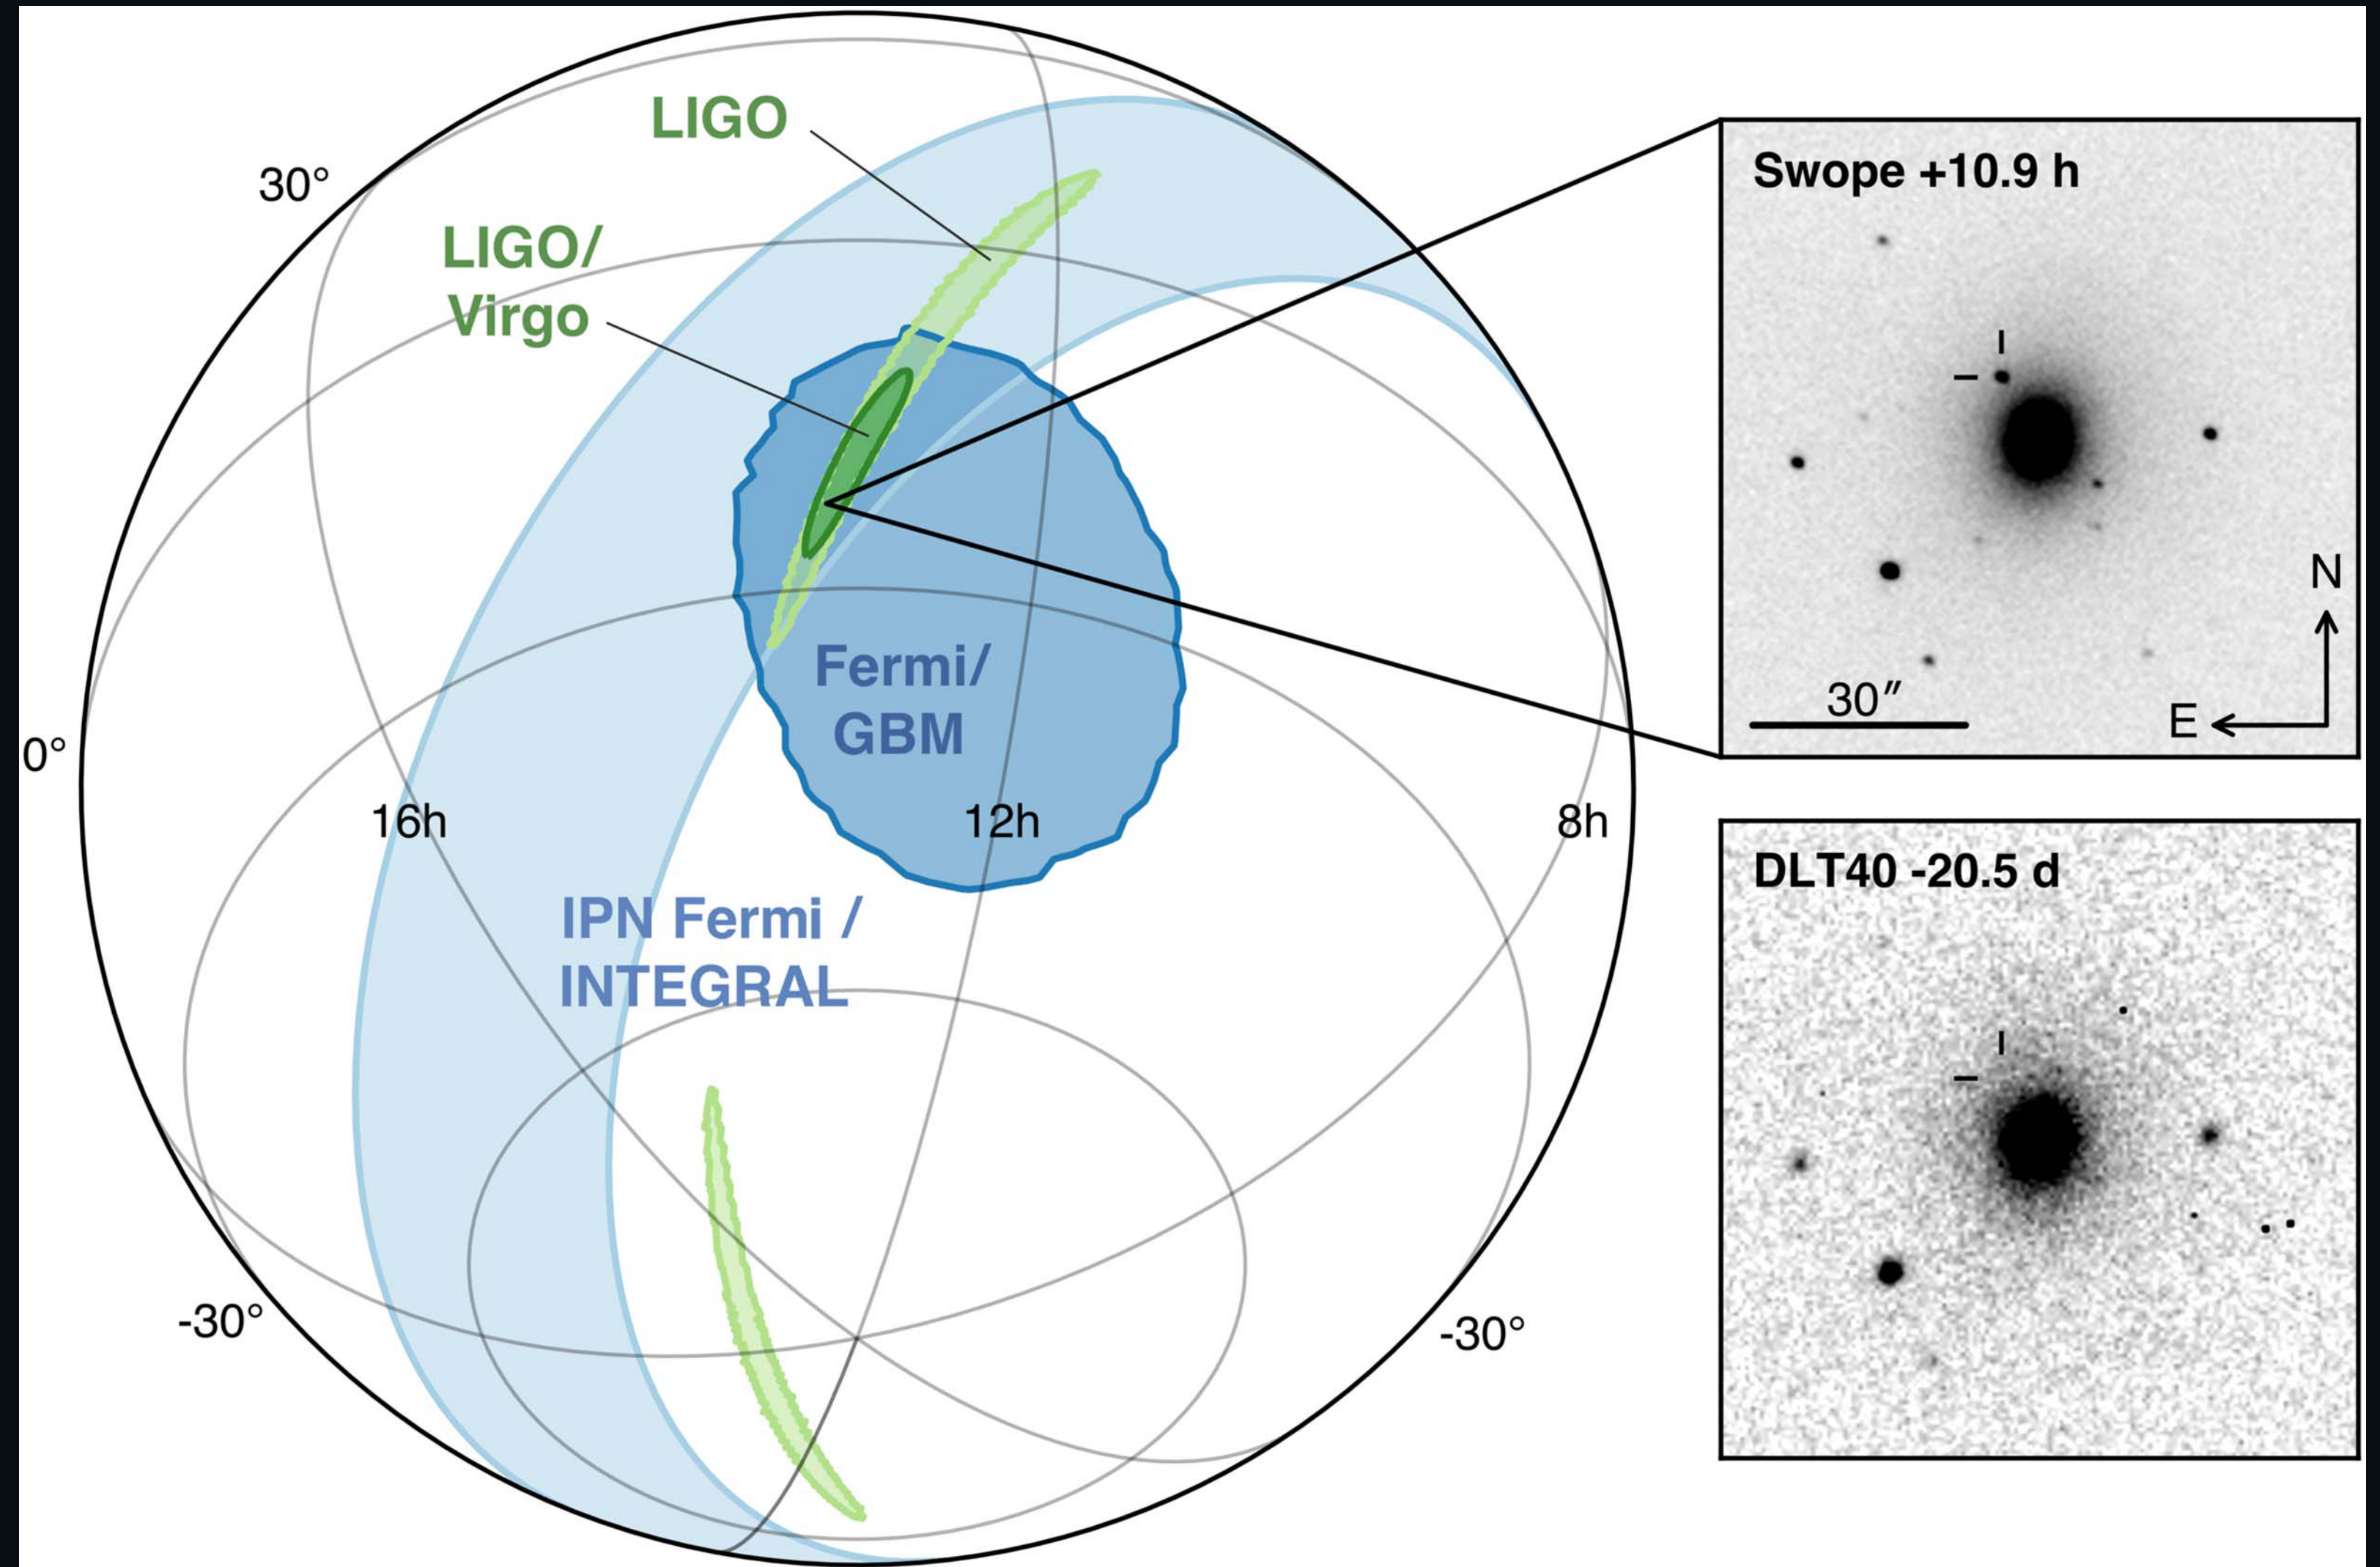 LIGO
30°
LIGO/
Virgo
Fermi/
GBM
0°
16h
12h
8h
IPN Fermi /
INTEGRAL
-30°
-30°
Swope +10.9 h
N
30″
E
DLT40 -20.5 d